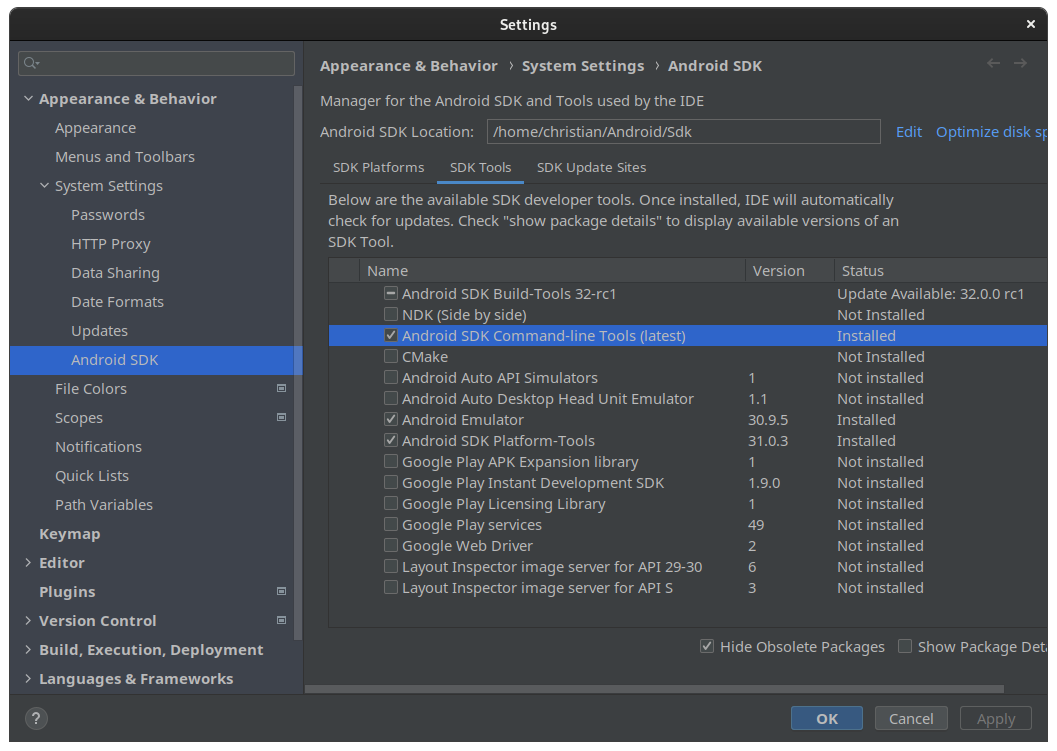 Settings
Appearance & Behavior
Appearance
Menus and Toolbars
System Settings
Passwords
HTTP Proxy
Data Sharing
Date Formats
Updates
Android SDK
File Colors
Scopes
Notifications
Quick Lists
Path Variables
Keymap
Editor
Plugins
Version Control
Build, Execution, Deployment
Languages & Frameworks
Appearance & Behavior › System Settings › Android SDK
Manager for the Android SDK and Tools used by the IDE
Android SDK Location: /home/christian/Android/Sdk Edit Optimize disk sp
SDK Platforms SDK Tools SDK Update Sites
Below are the available SDK developer tools. Once installed, IDE will automatically
check for updates. Check "show package details" to display available versions of an
SDK Tool.
Name Version Status
Android SDK Build-Tools 32-rc1 Update Available: 32.0.0 rc1
NDK (Side by side) Not Installed
Android SDK Command-line Tools (latest) Installed
CMake Not Installed
Android Auto API Simulators 1 Not installed
Android Auto Desktop Head Unit Emulator 1.1 Not installed
Android Emulator 30.9.5 Installed
Android SDK Platform-Tools 31.0.3 Installed
Google Play APK Expansion library 1 Not installed
Google Play Instant Development SDK 1.9.0 Not installed
Google Play Licensing Library 1 Not installed
Google Play services 49 Not installed
Google Web Driver 2 Not installed
Layout Inspector image server for API 29-30 6 Not installed
Layout Inspector image server for API S 3 Not installed
Hide Obsolete Packages Show Package Deta
? OK Cancel Apply